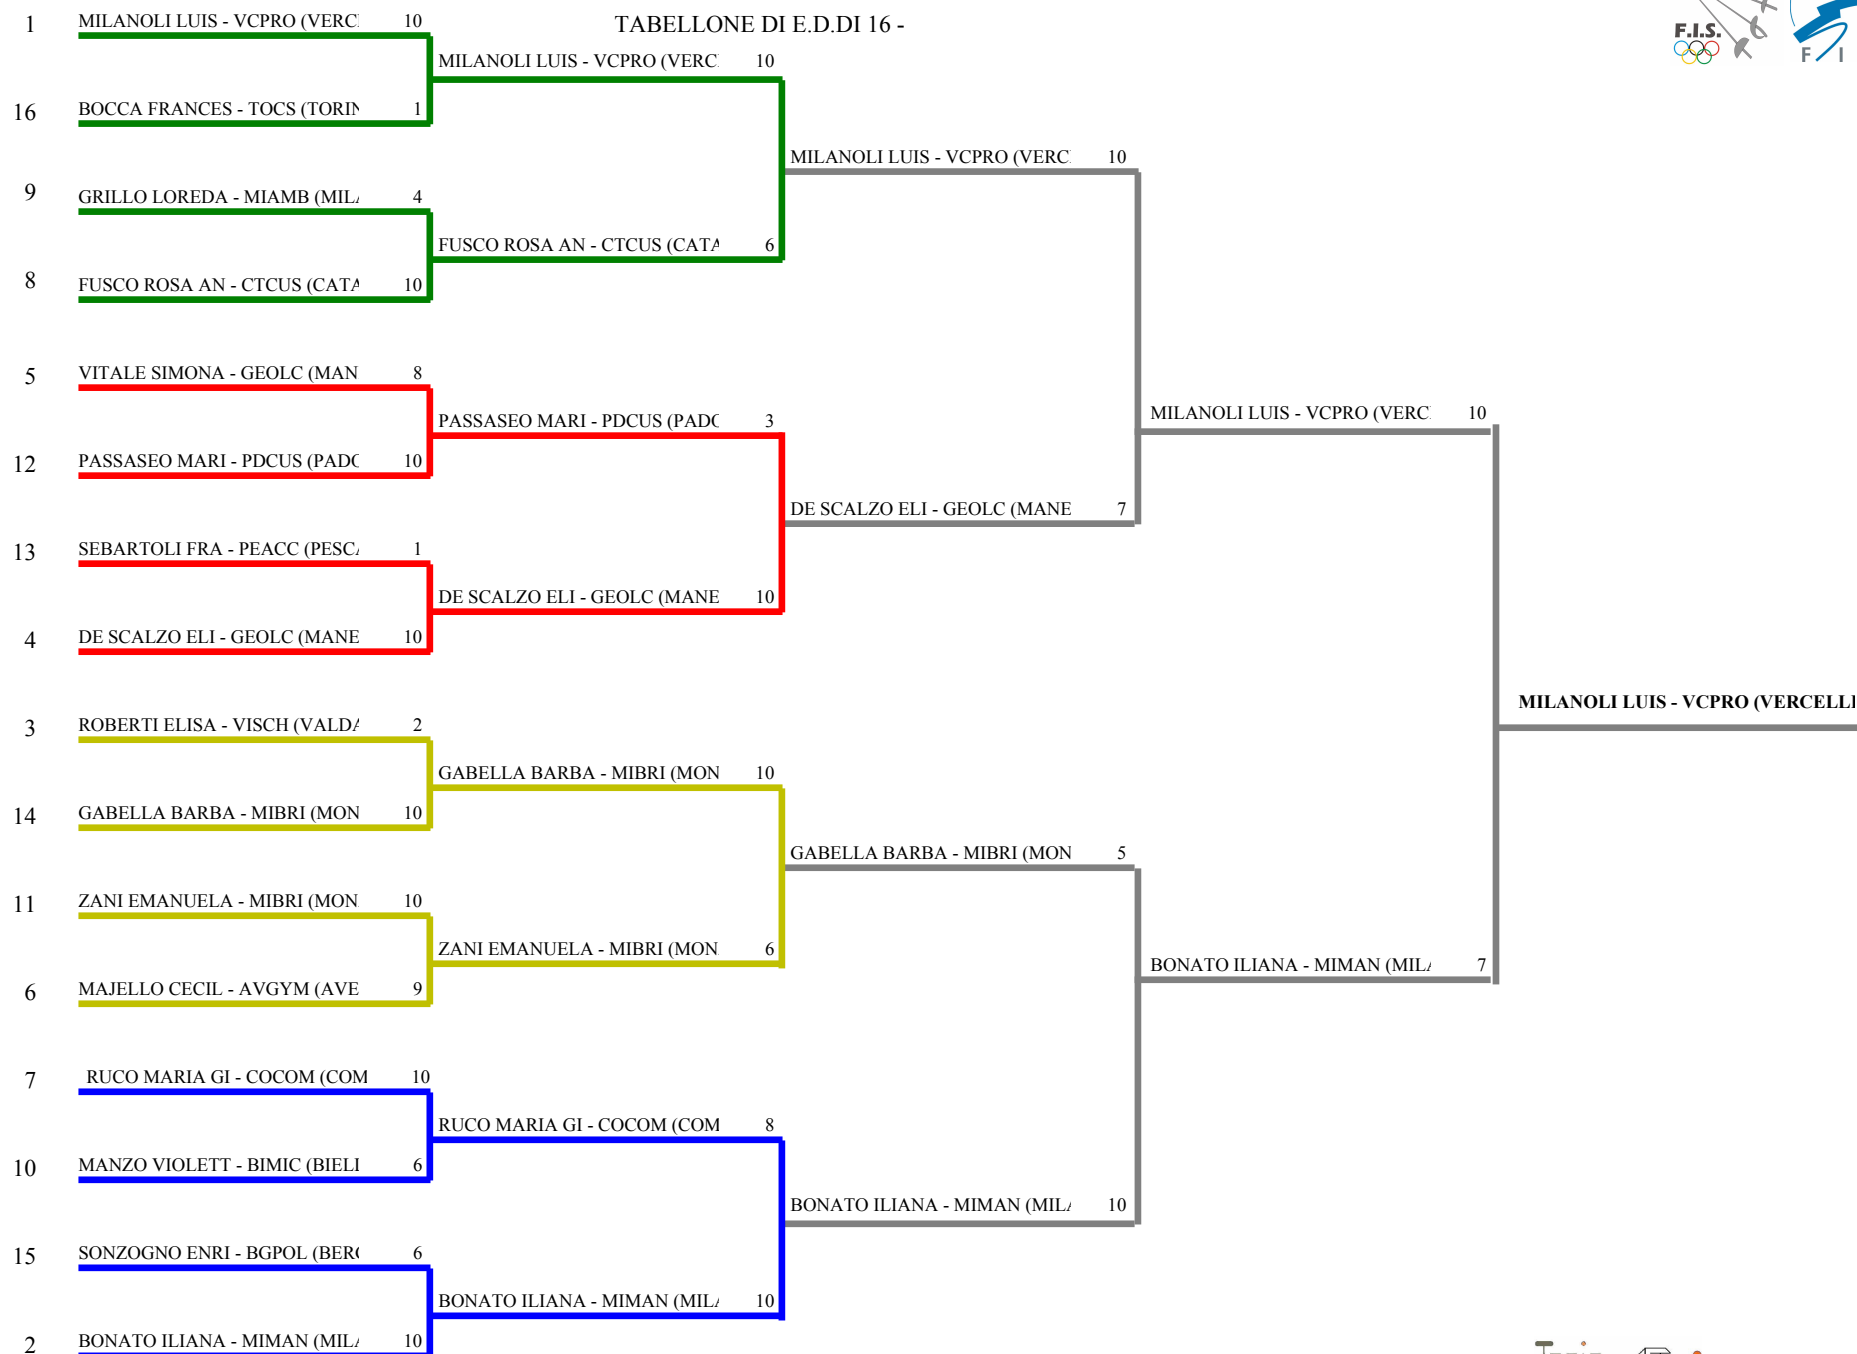 TABELLONE DI E.D.DI 16 -
F.I.S.
F I
1 MILANOLI LUIS - VCPRO (VERC 10
MILANOLI LUIS - VCPRO (VERC 10
16 BOCCA FRANCES - TOCS (TORIN 1
MILANOLI LUIS - VCPRO (VERC 10
9 GRILLO LOREDA - MIAMB (MILA 4
FUSCO ROSA AN - CTCUS (CATA 6
8 FUSCO ROSA AN - CTCUS (CATA 10
5 VITALE SIMONA - GEOLC (MAN 8
MILANOLI LUIS - VCPRO (VERC 10
PASSASEO MARI - PDCUS (PADO 3
12 PASSASEO MARI - PDCUS (PADO 10
DE SCALZO ELI - GEOLC (MANE 7
13 SEBARTOLI FRA - PEACC (PESCA 1
DE SCALZO ELI - GEOLC (MANE 10
4 DE SCALZO ELI - GEOLC (MANE 10
MILANOLI LUIS - VCPRO (VERCELLI
3 ROBERTI ELISA - VISCH (VALDA 2
GABELLA BARBA - MIBRI (MON 10
14 GABELLA BARBA - MIBRI (MON 10
GABELLA BARBA - MIBRI (MON 5
11 ZANI EMANUELA - MIBRI (MON 10
ZANI EMANUELA - MIBRI (MON 6
BONATO ILIANA - MIMAN (MILA 7
6 MAJELLO CECIL - AVGYM (AVE 9
7 RUCO MARIA GI - COCOM (COM 10
RUCO MARIA GI - COCOM (COM 8
10 MANZO VIOLETT - BIMIC (BIELL 6
BONATO ILIANA - MIMAN (MILA 10
15 SONZOGNO ENRI - BGPOL (BERG 6
BONATO ILIANA - MIMAN (MILA 10
2 BONATO ILIANA - MIMAN (MILA 10